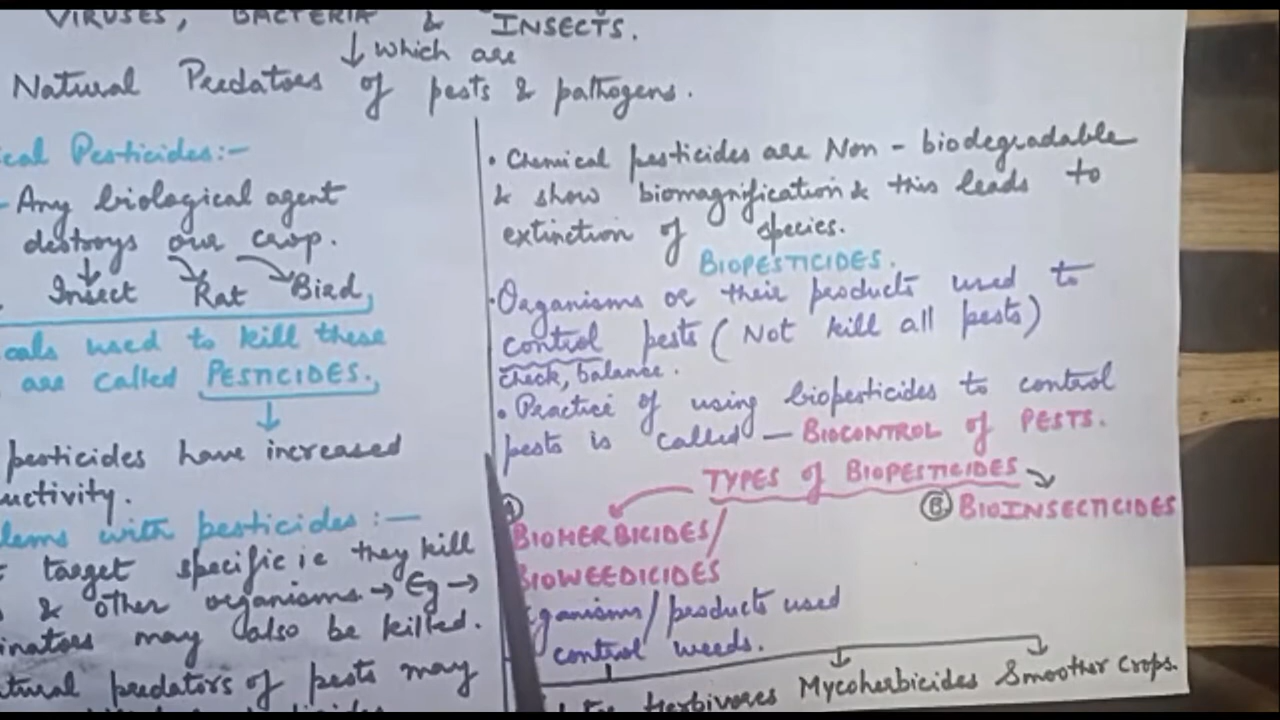 VIRUSES, BACTERIA & INSECTS.
↓ which are
Natural Predators of pests & pathogens.
Pesticides:-
- Any biological agent
destroys our crop.
Insect Rat Bird,
used to kill these
are called PESTICIDES.
pesticides have increased
with pesticides:-
target specific i.e they kill
& other organisms → Eg →
may also be killed.
predators of pests may
• Chemical pesticides are Non - biodegradable
& show biomagnification & this leads to
extinction of species.
BIOPESTICIDES.
• Organisms or their products used to
control pests ( Not kill all pests)
check, balance.
• Practice of using biopesticides to control
pests is called - BIOCONTROL of PESTS.
TYPES of BIOPESTICIDES
BIOHERBICIDES/
BIOWEEDICIDES
/products used
control weeds.
(B) BIOINSECTICIDES
Herbivores Mycoherbicides Smoother Crops.